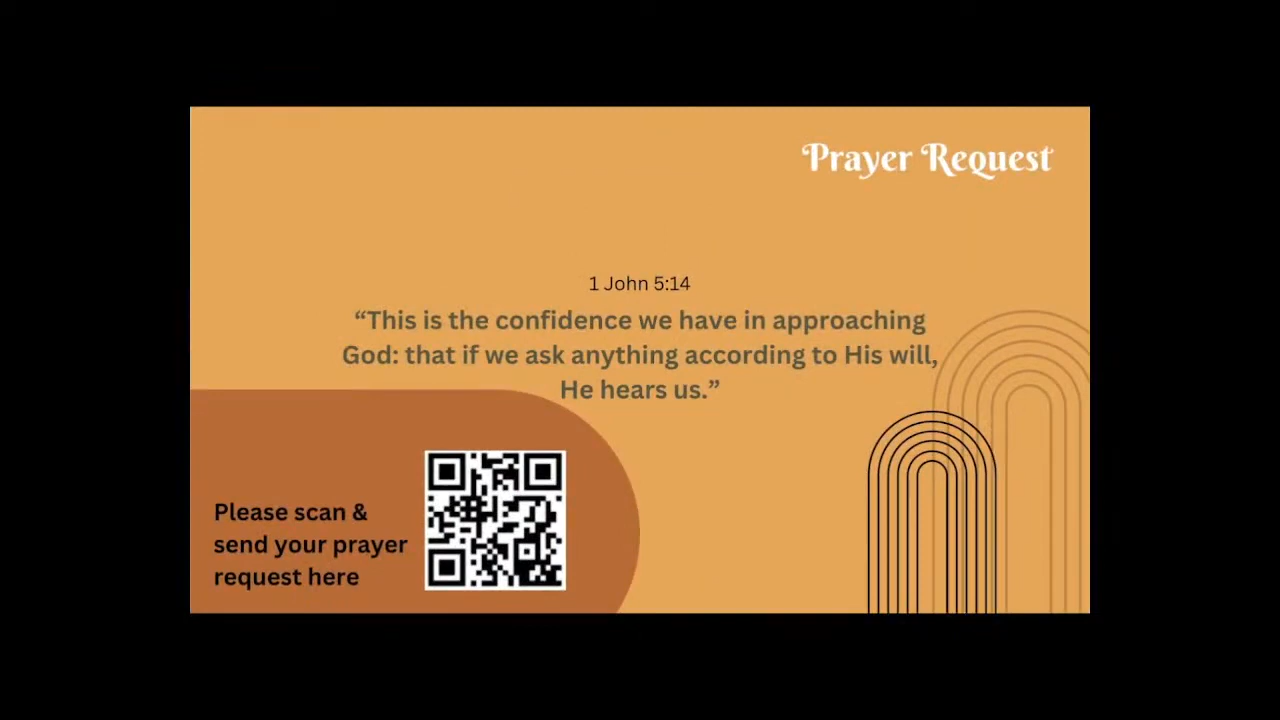 Prayer Request
1 John 5:14
“This is the confidence we have in approaching
God: that if we ask anything according to His will,
He hears us.”
Please scan &
send your prayer
request here